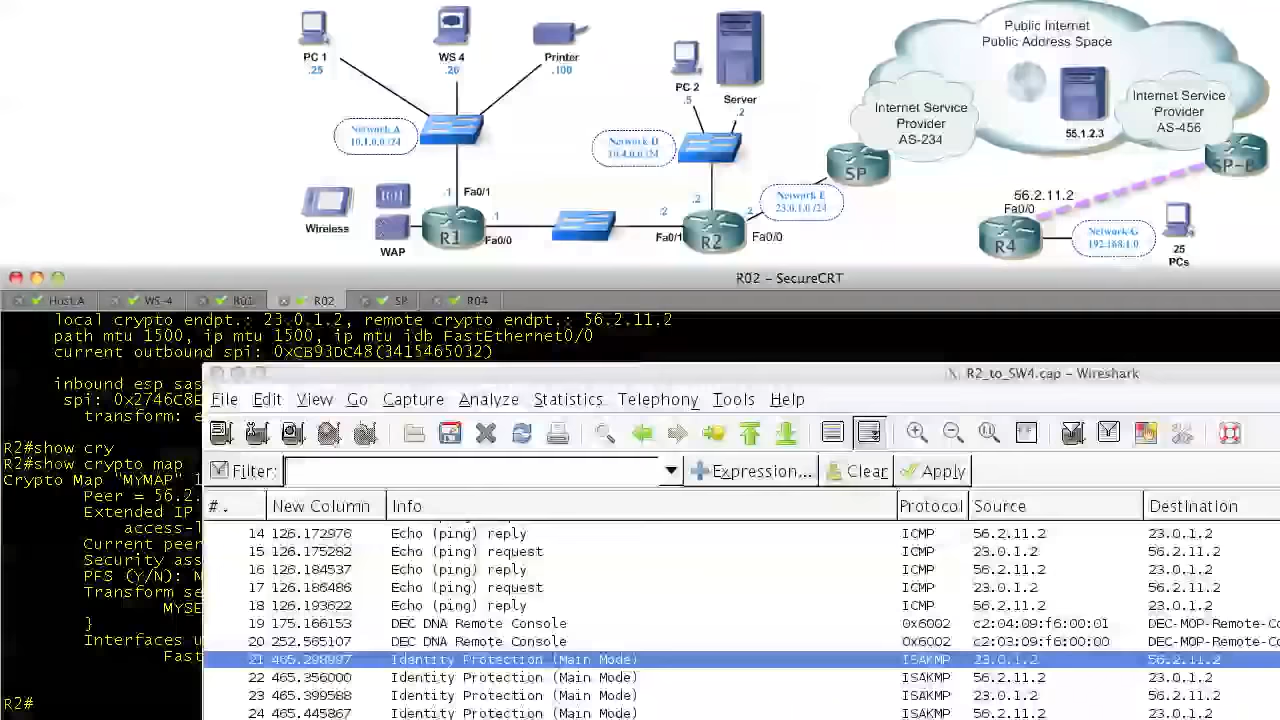 PC 1
.25
WS 4
.26
Printer
.100
Network A
10.1.0.0 /24
.1 Fa0/1
Wireless
WAP
R1
.1
Fa0/0
PC 2
.5
Server
.2
10.4.0.0 /24
.2
.2
Fa0/1
R2
.2
Fa0/0
Network E
23.0.1.0 /24
SP
Public Internet
Public Address Space
Internet Service
Provider
AS-234
55.1.2.3
Internet Service
Provider
AS-456
SP-B
56.2.11.2
Fa0/0
R4
Network G
192.168.1.0
25
PCs
R02 - SecureCRT
Host A
WS-4
R01
R02
SP
R04
local crypto endpt.: 23.0.1.2, remote crypto endpt.: 56.2.11.2
path mtu 1500, ip mtu 1500, ip mtu idb FastEthernet0/0
current outbound spi: 0xCB93DC48(3415465032)
inbound esp sas
spi: 0x2746C8E
transform: e
R2#show cry
R2#show crypto map
Crypto Map "MYMAP" 1
Peer = 56.2.
Extended IP
access-l
Current peer
Security ass
PFS (Y/N): N
Transform se
MYSE
}
Interfaces u
Fast
R2#
R2_to_SW4.cap - Wireshark
File Edit View Go Capture Analyze Statistics Telephony Tools Help
Filter: Expression... Clear Apply
#. New Column Info Protocol Source Destination
14 126.172976 Echo (ping) reply ICMP 56.2.11.2 23.0.1.2
15 126.175282 Echo (ping) request ICMP 23.0.1.2 56.2.11.2
16 126.184537 Echo (ping) reply ICMP 56.2.11.2 23.0.1.2
17 126.186486 Echo (ping) request ICMP 23.0.1.2 56.2.11.2
18 126.193622 Echo (ping) reply ICMP 56.2.11.2 23.0.1.2
19 175.166153 DEC DNA Remote Console 0x6002 c2:04:09:f6:00:01 DEC-MOP-Remote-Co
20 252.565107 DEC DNA Remote Console 0x6002 c2:03:09:f6:00:00 DEC-MOP-Remote-Co
21 465.298997 Identity Protection (Main Mode) ISAKMP 23.0.1.2 56.2.11.2
22 465.356000 Identity Protection (Main Mode) ISAKMP 56.2.11.2 23.0.1.2
23 465.399588 Identity Protection (Main Mode) ISAKMP 23.0.1.2 56.2.11.2
24 465.445867 Identity Protection (Main Mode) ISAKMP 56.2.11.2 23.0.1.2